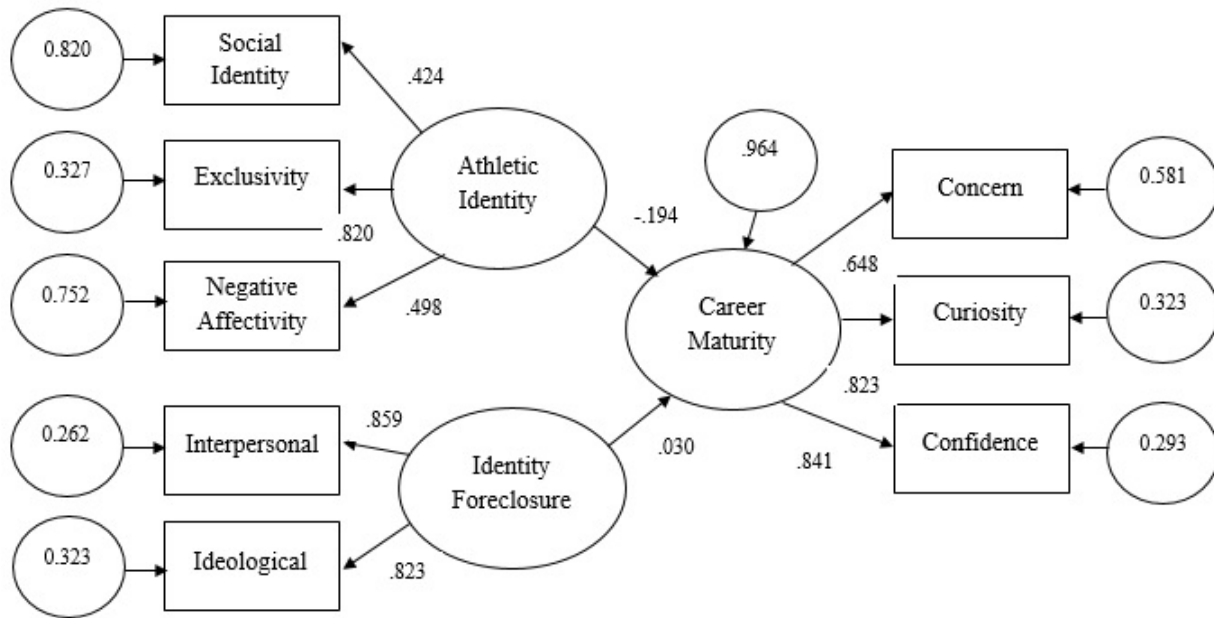 0.820
Social
Identity
.424
0.327
Exclusivity
.820
0.752
Negative
Affectivity
.498
Athletic
Identity
-.194
.964
0.262
Interpersonal
.859
0.323
Ideological
.823
Identity
Foreclosure
.030
Career
Maturity
Concern
0.581
.648
Curiosity
0.323
.823
Confidence
0.293
.841